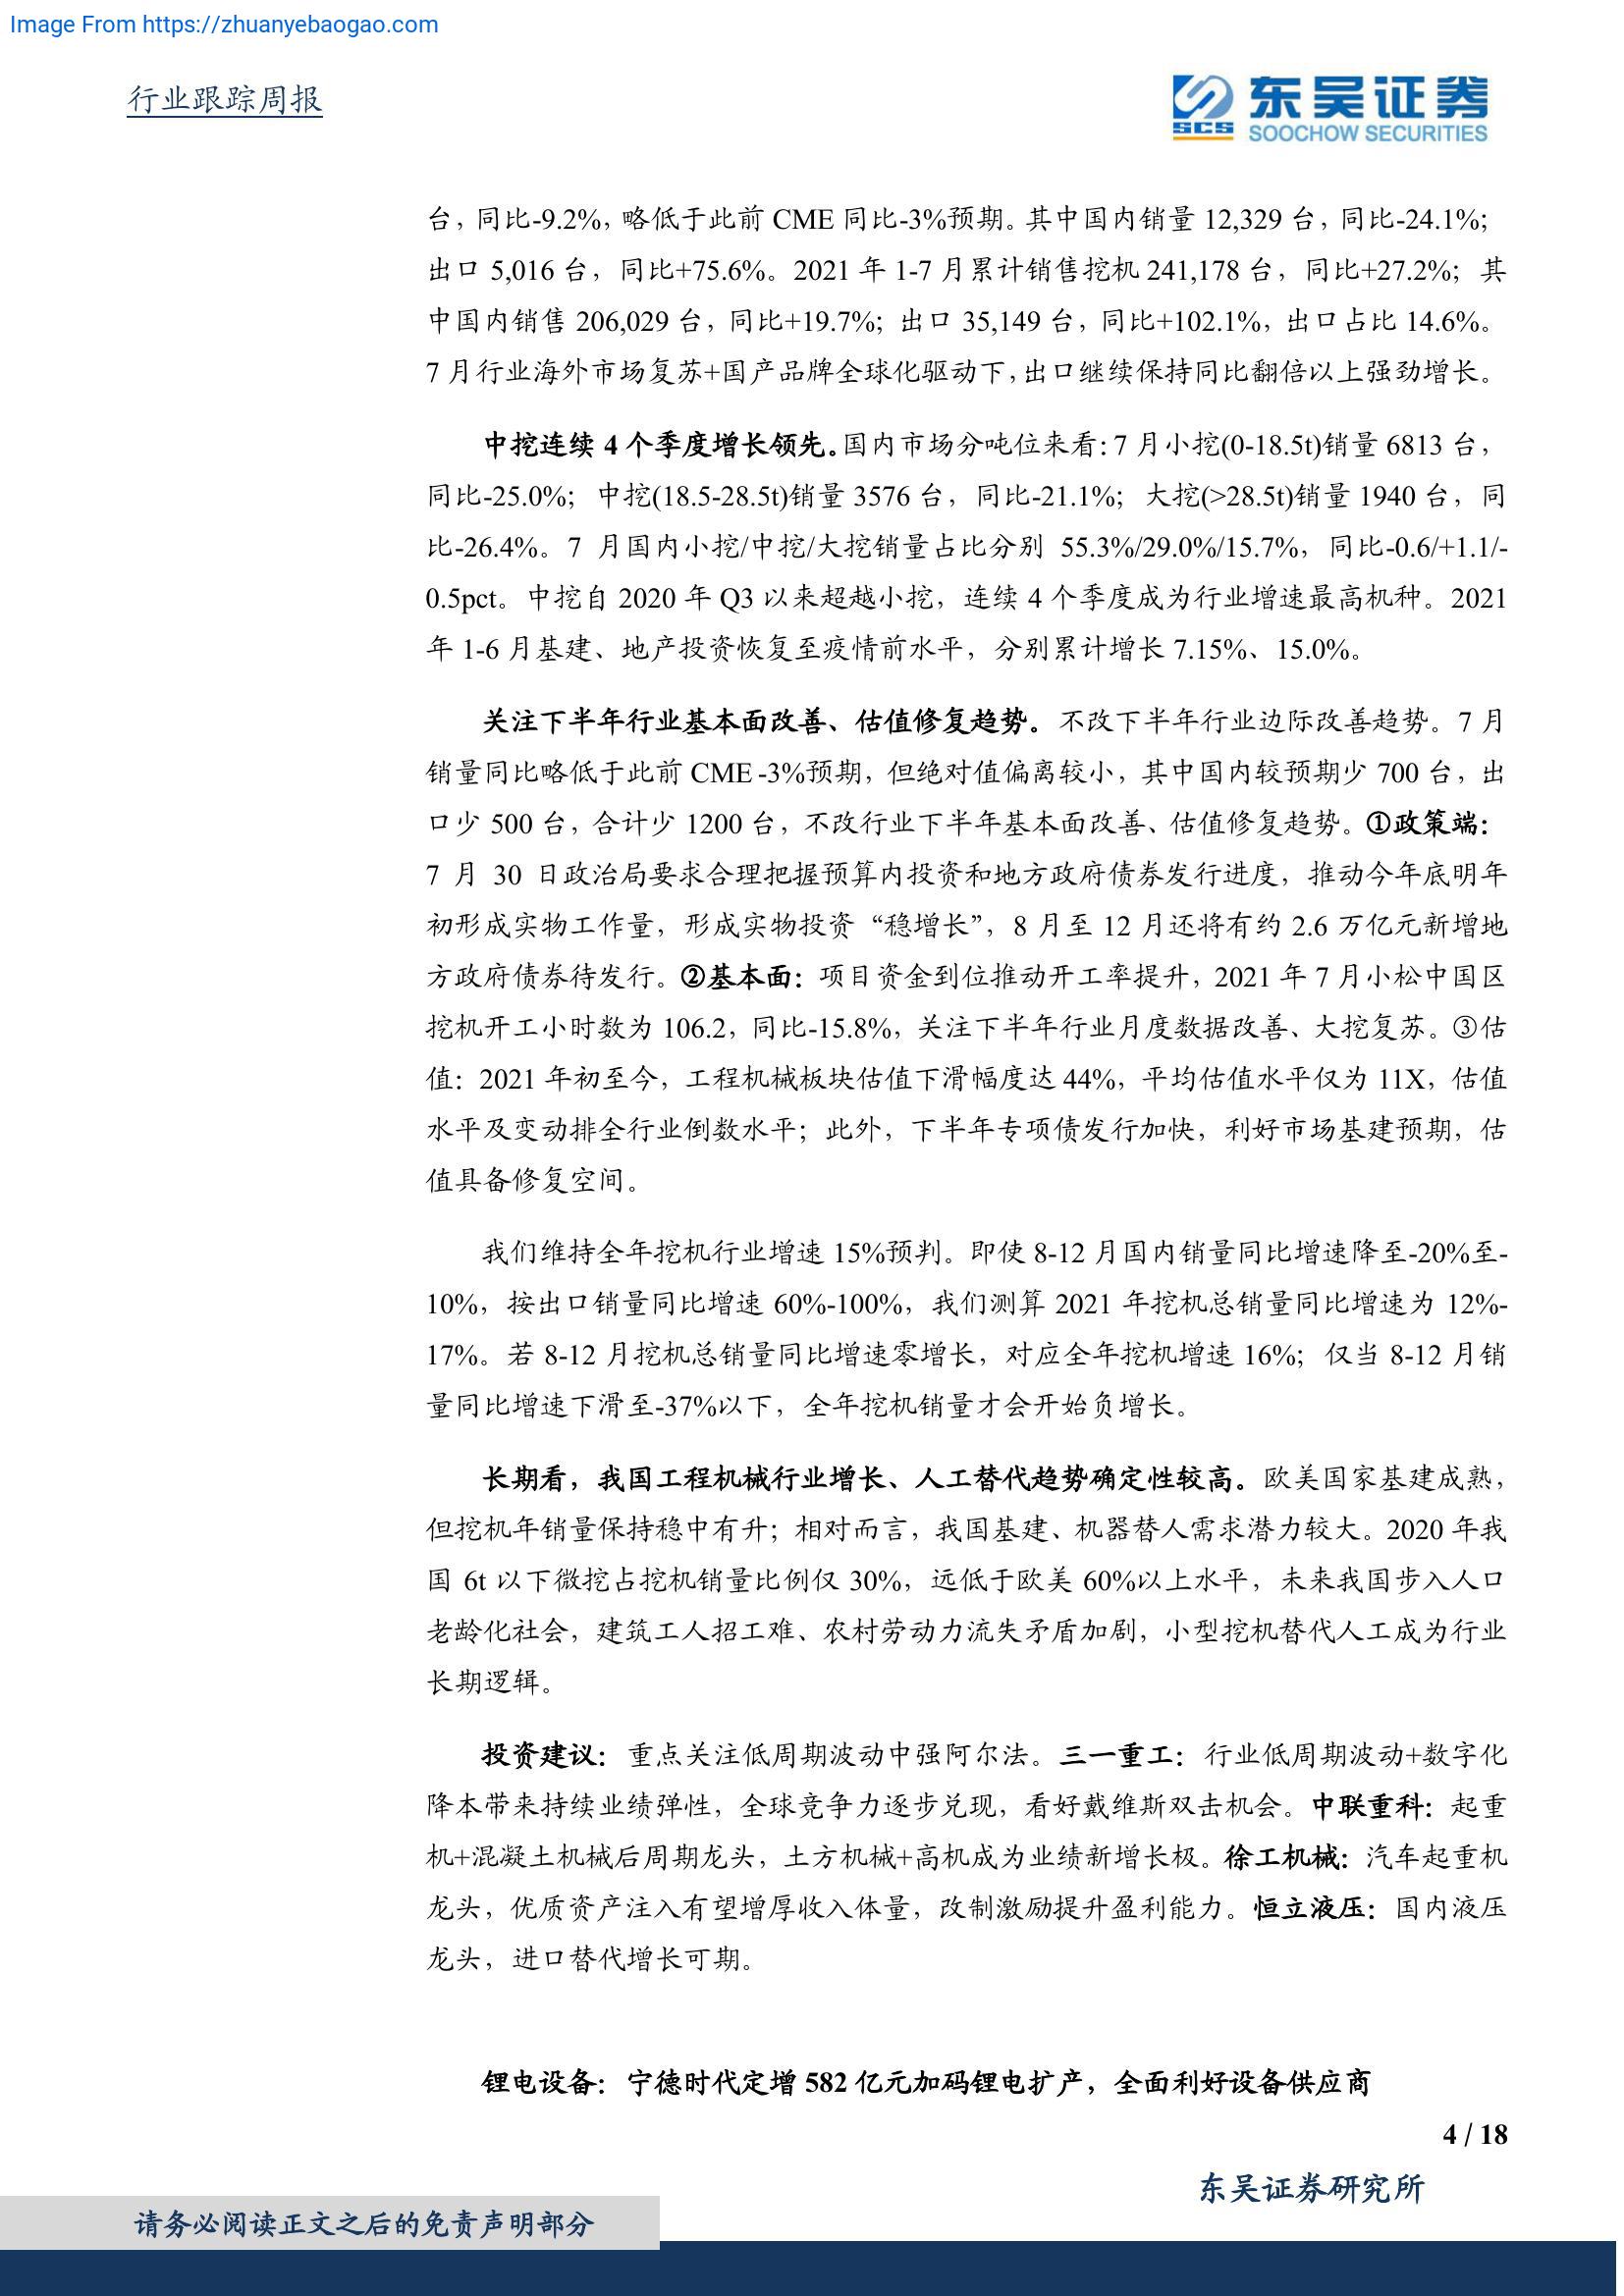 Image From https://zhuanyebaogao.com
行业跟踪周报
东吴证券
SCS
SOOCHOW SECURITIES
台，同比-9.2%，略低于此前 CME 同比-3%预期。其中国内销量 12,329 台，同比-24.1%；
出口 5,016 台，同比+75.6%。2021 年 1-7 月累计销售挖机 241,178 台，同比+27.2%；其
中国内销售 206,029 台，同比+19.7%；出口 35,149 台，同比+102.1%，出口占比 14.6%。
7 月行业海外市场复苏+国产品牌全球化驱动下，出口继续保持同比翻倍以上强劲增长。
中挖连续 4 个季度增长领先。国内市场分吨位来看：7 月小挖(0-18.5t)销量 6813 台，
同比-25.0%；中挖(18.5-28.5t)销量 3576 台，同比-21.1%；大挖(>28.5t)销量 1940 台，同
比-26.4%。7 月国内小挖/中挖/大挖销量占比分别 55.3%/29.0%/15.7%，同比-0.6/+1.1/-
0.5pct。中挖自 2020 年 Q3 以来超越小挖，连续 4 个季度成为行业增速最高机种。2021
年 1-6 月基建、地产投资恢复至疫情前水平，分别累计增长 7.15%、15.0%。
关注下半年行业基本面改善、估值修复趋势。不改下半年行业边际改善趋势。7 月
销量同比略低于此前 CME -3%预期，但绝对值偏离较小，其中国内较预期少 700 台，出
口少 500 台，合计少 1200 台，不改行业下半年基本面改善、估值修复趋势。①政策端：
7 月 30 日政治局要求合理把握预算内投资和地方政府债券发行进度，推动今年底明年
初形成实物工作量，形成实物投资“稳增长”，8 月至 12 月还将有约 2.6 万亿元新增地
方政府债券待发行。②基本面：项目资金到位推动开工率提升，2021 年 7 月小松中国区
挖机开工小时数为 106.2，同比-15.8%，关注下半年行业月度数据改善、大挖复苏。③估
值：2021 年初至今，工程机械板块估值下滑幅度达 44%，平均估值水平仅为 11X，估值
水平及变动排全行业倒数水平；此外，下半年专项债发行加快，利好市场基建预期，估
值具备修复空间。
我们维持全年挖机行业增速 15%预判。即使 8-12 月国内销量同比增速降至-20%至-
10%，按出口销量同比增速 60%-100%，我们测算 2021 年挖机总销量同比增速为 12%-
17%。若 8-12 月挖机总销量同比增速零增长，对应全年挖机增速 16%；仅当 8-12 月销
量同比增速下滑至-37%以下，全年挖机销量才会开始负增长。
长期看，我国工程机械行业增长、人工替代趋势确定性较高。欧美国家基建成熟，
但挖机年销量保持稳中有升；相对而言，我国基建、机器替人需求潜力较大。2020 年我
国 6t 以下微挖占挖机销量比例仅 30%，远低于欧美 60%以上水平，未来我国步入人口
老龄化社会，建筑工人招工难、农村劳动力流失矛盾加剧，小型挖机替代人工成为行业
长期逻辑。
投资建议：重点关注低周期波动中强阿尔法。三一重工：行业低周期波动+数字化
降本带来持续业绩弹性，全球竞争力逐步兑现，看好戴维斯双击机会。中联重科：起重
机+混凝土机械后周期龙头，土方机械+高机成为业绩新增长极。徐工机械：汽车起重机
龙头，优质资产注入有望增厚收入体量，改制激励提升盈利能力。恒立液压：国内液压
龙头，进口替代增长可期。
锂电设备：宁德时代定增 582 亿元加码锂电扩产，全面利好设备供应商
4 / 18
东吴证券研究所
请务必阅读正文之后的免责声明部分